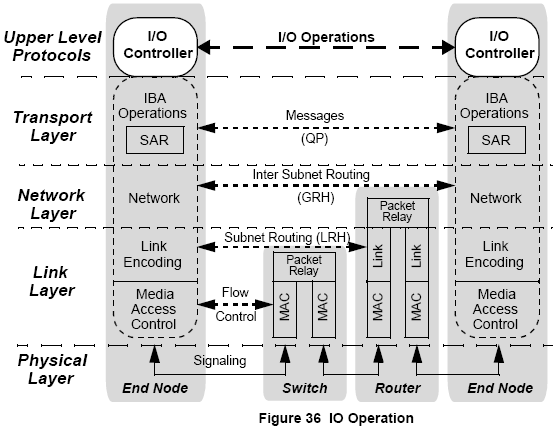 Upper Level
Protocols
I/O
Controller
I/O Operations
I/O
Controller
Transport
Layer
IBA
Operations
SAR
Messages
(QP)
IBA
Operations
SAR
Network
Layer
Network
Inter Subnet Routing
(GRH)
Packet
Relay
Network
Link
Layer
Link
Encoding
Subnet Routing (LRH)
Packet
Relay
Link
Link
Link
Encoding
Media
Access
Control
Flow
Control
MAC
MAC
MAC
MAC
Media
Access
Control
Physical
Layer
Signaling
End Node
Switch
Router
End Node
Figure 36 IO Operation